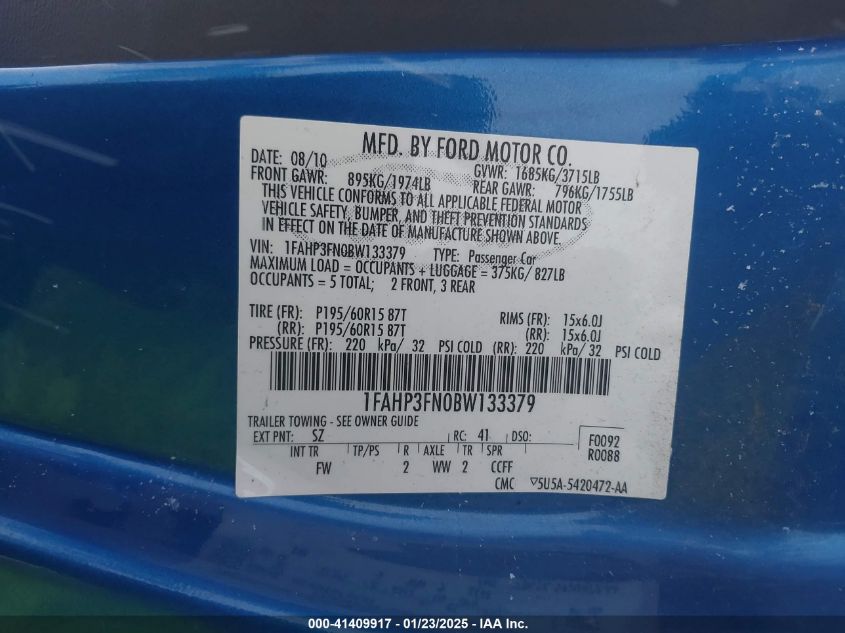 MFD. BY FORD MOTOR CO.
DATE: 08/10 GVWR: 1685KG/3715LB
FRONT GAWR: 895KG/1974LB REAR GAWR: 796KG/1755LB
THIS VEHICLE CONFORMS TO ALL APPLICABLE FEDERAL MOTOR
VEHICLE SAFETY, BUMPER, AND THEFT PREVENTION STANDARDS
IN EFFECT ON THE DATE OF MANUFACTURE SHOWN ABOVE.
VIN: 1FAHP3FN0BW133379 TYPE: Passenger Car
MAXIMUM LOAD = OCCUPANTS + LUGGAGE = 375KG/ 827LB
OCCUPANTS = 5 TOTAL; 2 FRONT, 3 REAR
TIRE (FR): P195/60R15 87T RIMS (FR): 15x6.0J
(RR): P195/60R15 87T (RR): 15x6.0J
PRESSURE (FR): 220 kPa/ 32 PSI COLD (RR): 220 kPa/ 32 PSI COLD
1FAHP3FN0BW133379
TRAILER TOWING - SEE OWNER GUIDE
EXT PNT: SZ RC: 41 DSO: F0092
INT TR TP/PS R AXLE TR SPR R0088
FW 2 WW 2 CCFF
CMC ▽5U5A-5420472-AA
000-41409917 - 01/23/2025 - IAA Inc.